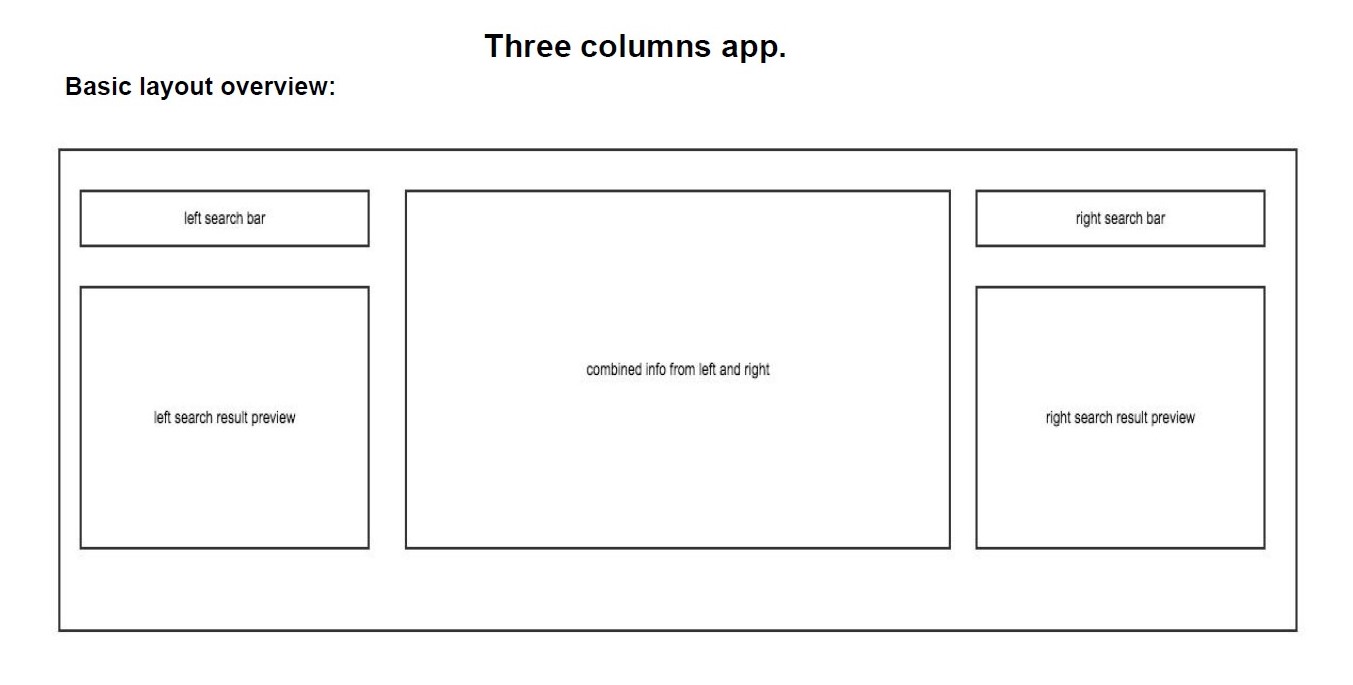 Three columns app.
Basic layout overview:
left search bar
right search bar
combined info from left and right
left search result preview
right search result preview